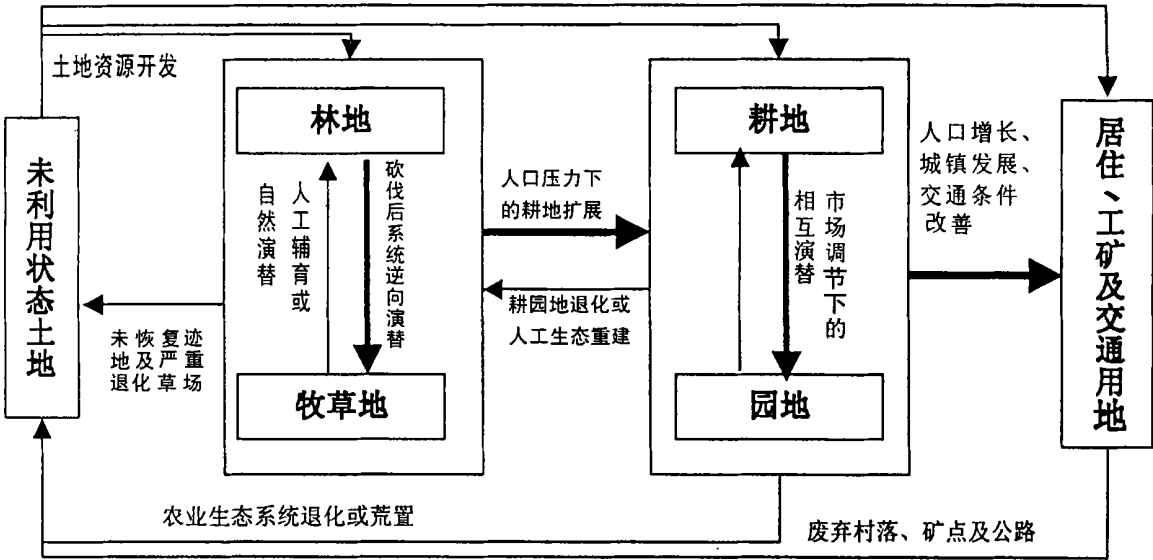 土地资源开发
未利用状态土地
林地
牧草地
人工辅育或
自然演替
砍伐后系统逆向演替
人口压力下
的耕地扩展
耕园地退化或
人工生态重建
耕地
园地
市场调节下的
相互演替
人口增长、
城镇发展、
交通条件
改善
居住、工矿及交通用地
未恢复迹
地及严重
退化草场
农业生态系统退化或荒置
废弃村落、矿点及公路